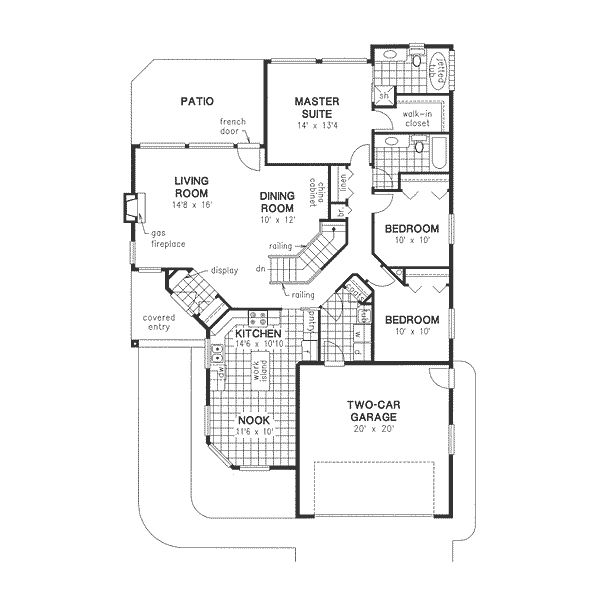 jetted
tub
sh
PATIO
MASTER
SUITE
14' x 13'4
walk-in
closet
french
door
LIVING
ROOM
14'8 x 16'
DINING
ROOM
10' x 12'
china
cabinet
linen
br.
BEDROOM
10' x 10'
gas
fireplace
railing
dn
railing
display
covered
entry
coats
pantry
KITCHEN
14'6 x 10'10
BEDROOM
10' x 10'
w
d
dw
work
island
NOOK
11'6 x 10'
TWO-CAR
GARAGE
20' x 20'